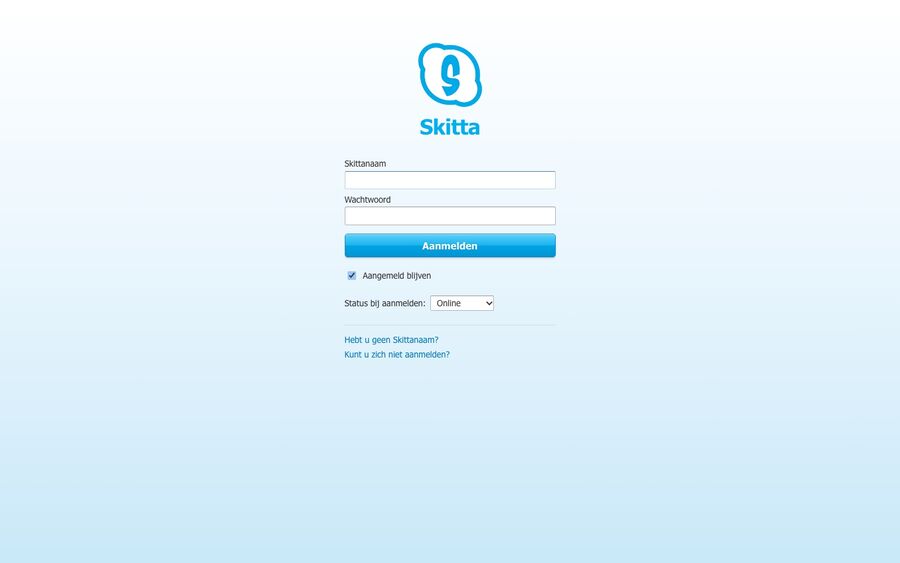 S
Skitta
Skittanaam
Wachtwoord
Aanmelden
Aangemeld blijven
Status bij aanmelden: Online
Hebt u geen Skittanaam?
Kunt u zich niet aanmelden?